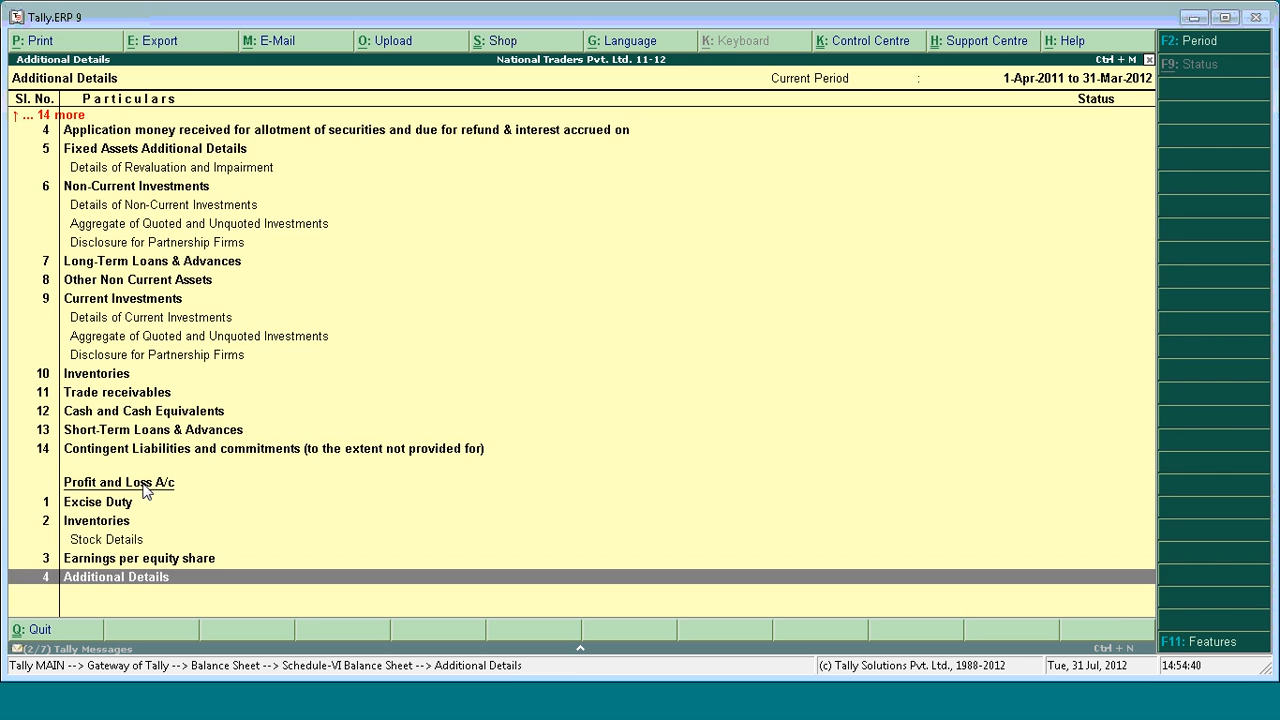 Tally.ERP 9
P: Print E: Export M: E-Mail O: Upload S: Shop G: Language K: Keyboard K: Control Centre H: Support Centre H: Help
F2: Period
Additional Details National Traders Pvt. Ltd. 11-12 Ctrl + M
F9: Status
Additional Details Current Period : 1-Apr-2011 to 31-Mar-2012
Sl. No. Particulars Status
↑ ... 14 more
4 Application money received for allotment of securities and due for refund & interest accrued on
5 Fixed Assets Additional Details
Details of Revaluation and Impairment
6 Non-Current Investments
Details of Non-Current Investments
Aggregate of Quoted and Unquoted Investments
Disclosure for Partnership Firms
7 Long-Term Loans & Advances
8 Other Non Current Assets
9 Current Investments
Details of Current Investments
Aggregate of Quoted and Unquoted Investments
Disclosure for Partnership Firms
10 Inventories
11 Trade receivables
12 Cash and Cash Equivalents
13 Short-Term Loans & Advances
14 Contingent Liabilities and commitments (to the extent not provided for)
Profit and Loss A/c
1 Excise Duty
2 Inventories
Stock Details
3 Earnings per equity share
4 Additional Details
Q: Quit
F11: Features
(2/7) Tally Messages Ctrl + N
Tally MAIN --> Gateway of Tally --> Balance Sheet --> Schedule-VI Balance Sheet --> Additional Details (c) Tally Solutions Pvt. Ltd., 1988-2012 Tue, 31 Jul, 2012 14:54:40